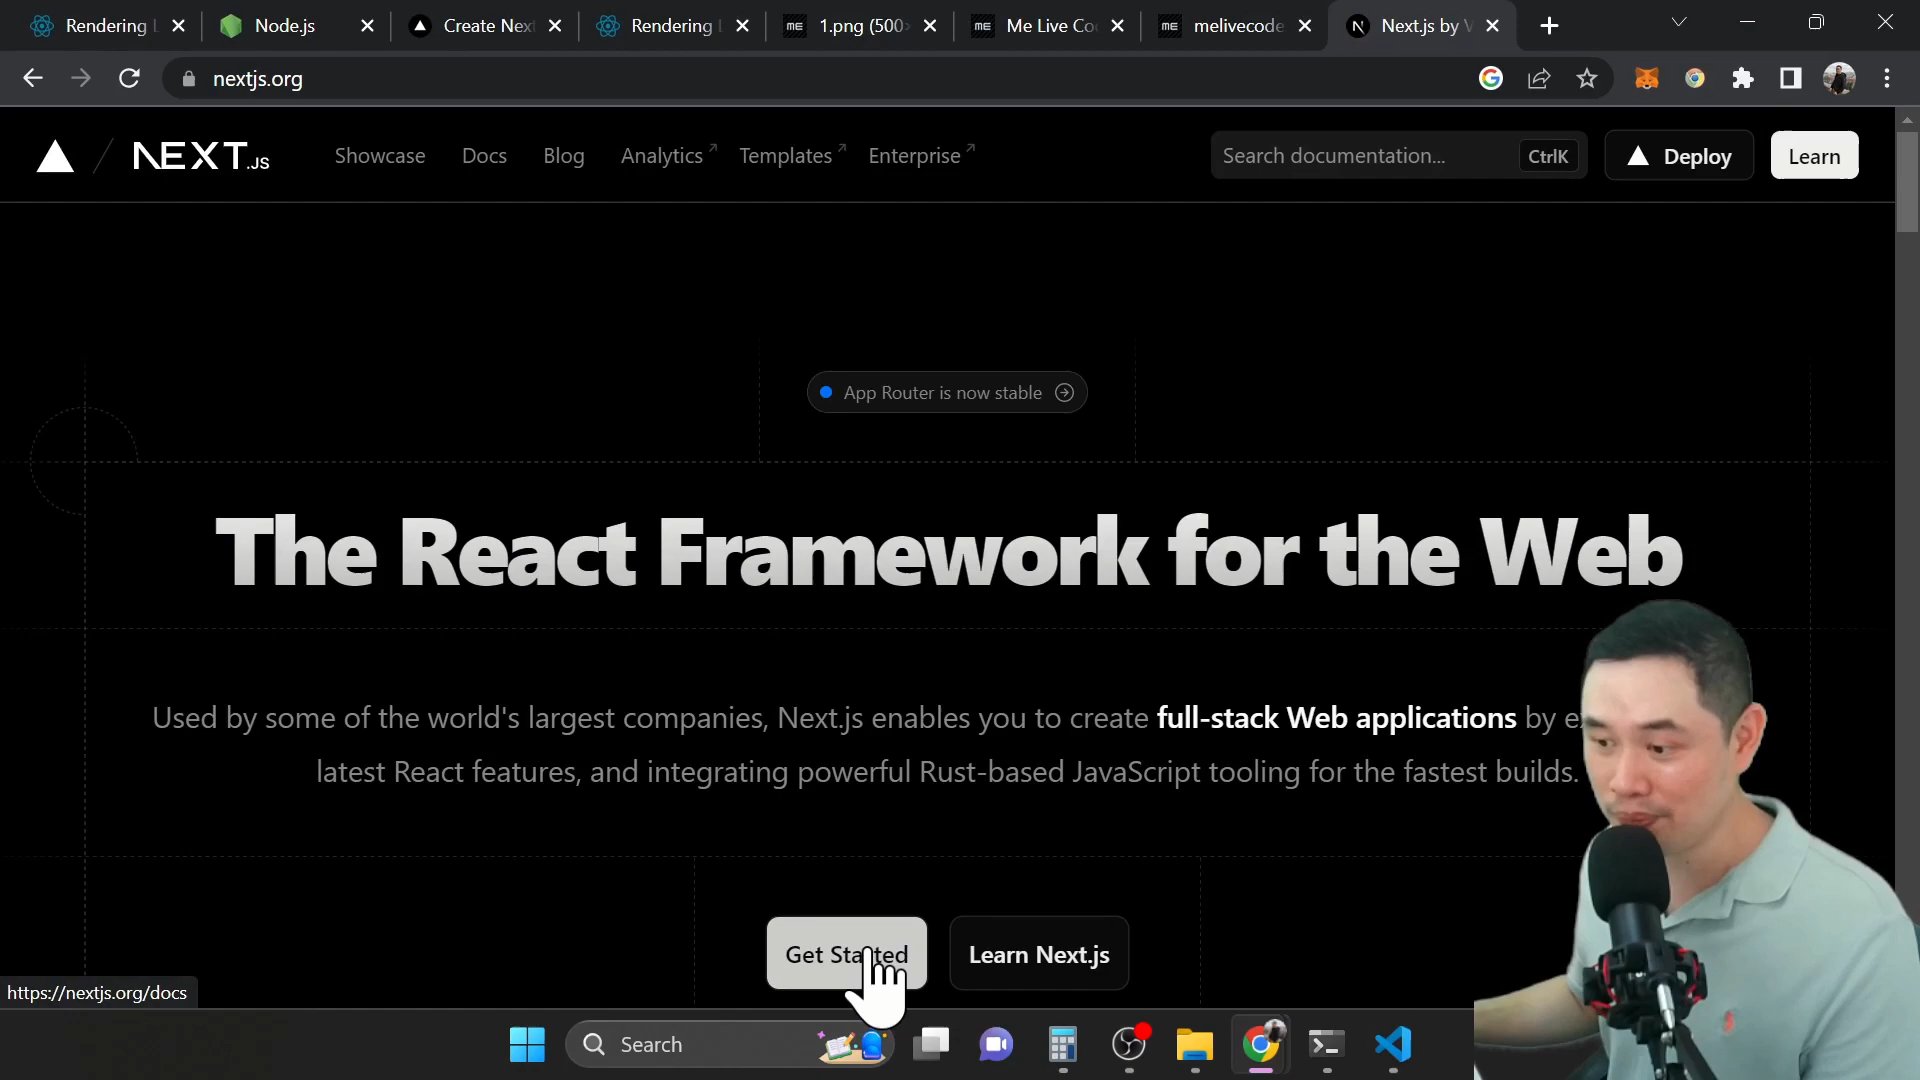 Rendering L
Node.js
Create Nex
Rendering L
1.png (500×
Me Live Co
melivecode
Next.js by V
nextjs.org
NEXT.JS
Showcase
Docs
Blog
Analytics
Templates
Enterprise
Search documentation...
CtrlK
Deploy
Learn
App Router is now stable
The React Framework for the Web
Used by some of the world's largest companies, Next.js enables you to create full-stack Web applications by e
latest React features, and integrating powerful Rust-based JavaScript tooling for the fastest builds.
Get Started
Learn Next.js
https://nextjs.org/docs
Search